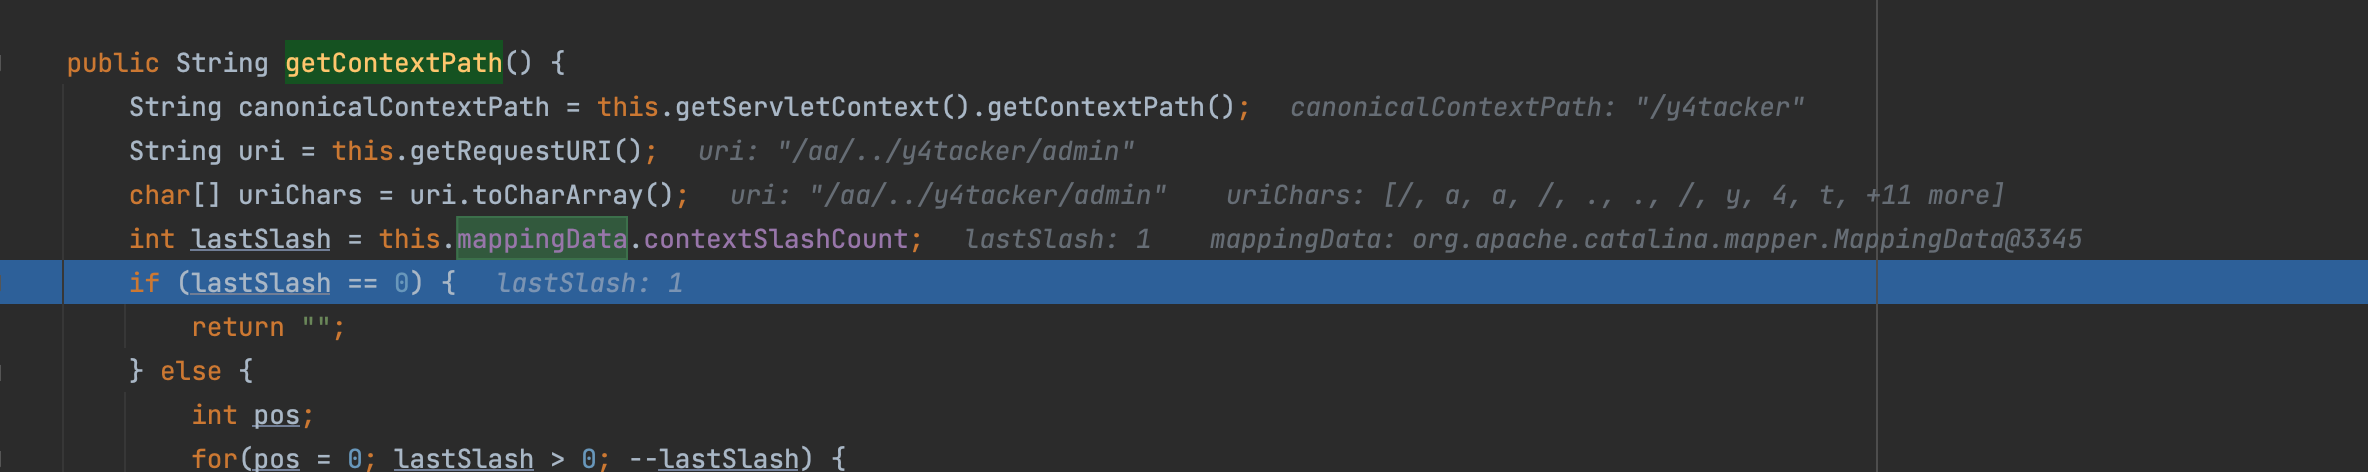 public String getContextPath() {
String canonicalContextPath = this.getServletContext().getContextPath(); canonicalContextPath: "/y4tacker"
String uri = this.getRequestURI(); uri: "/aa/../y4tacker/admin"
char[] uriChars = uri.toCharArray(); uri: "/aa/../y4tacker/admin" uriChars: [/, a, a, /, ., ., /, y, 4, t, +11 more]
int lastSlash = this.mappingData.contextSlashCount; lastSlash: 1 mappingData: org.apache.catalina.mapper.MappingData@3345
if (lastSlash == 0) { lastSlash: 1
return "";
} else {
int pos;
for(pos = 0; lastSlash > 0; --lastSlash) {